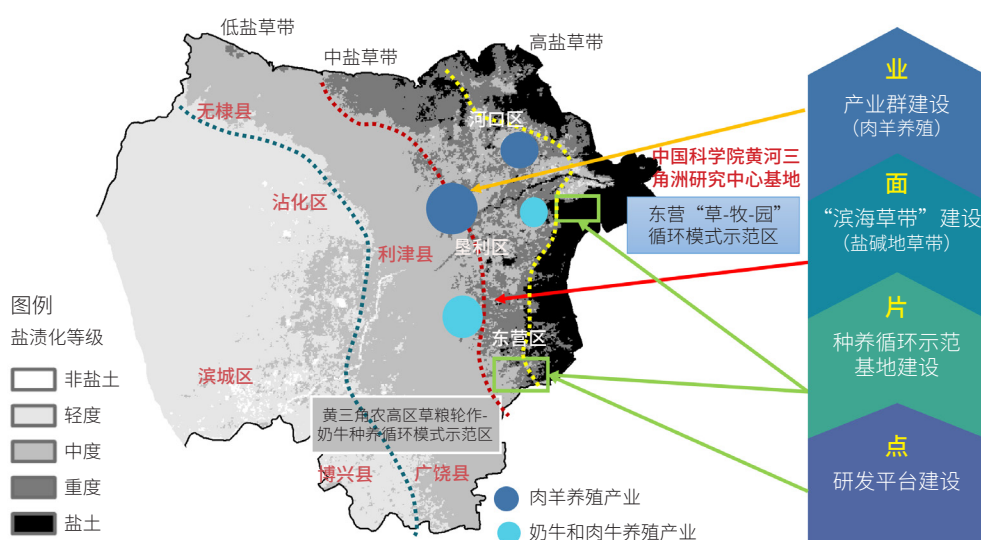 低盐草带
中盐草带
高盐草带
无棣县
河口区
沾化区
利津县
垦利区
东营区
滨城区
博兴县
广饶县
中国科学院黄河三
角洲研究中心基地
东营“草-牧-园”
循环模式示范区
黄三角农高区草粮轮作-
奶牛种养循环模式示范区
图例
盐渍化等级
非盐土
轻度
中度
重度
盐土
肉羊养殖产业
奶牛和肉牛养殖产业
业
产业群建设
（肉羊养殖）
面
“滨海草带”建设
（盐碱地草带）
片
种养循环示范
基地建设
点
研发平台建设